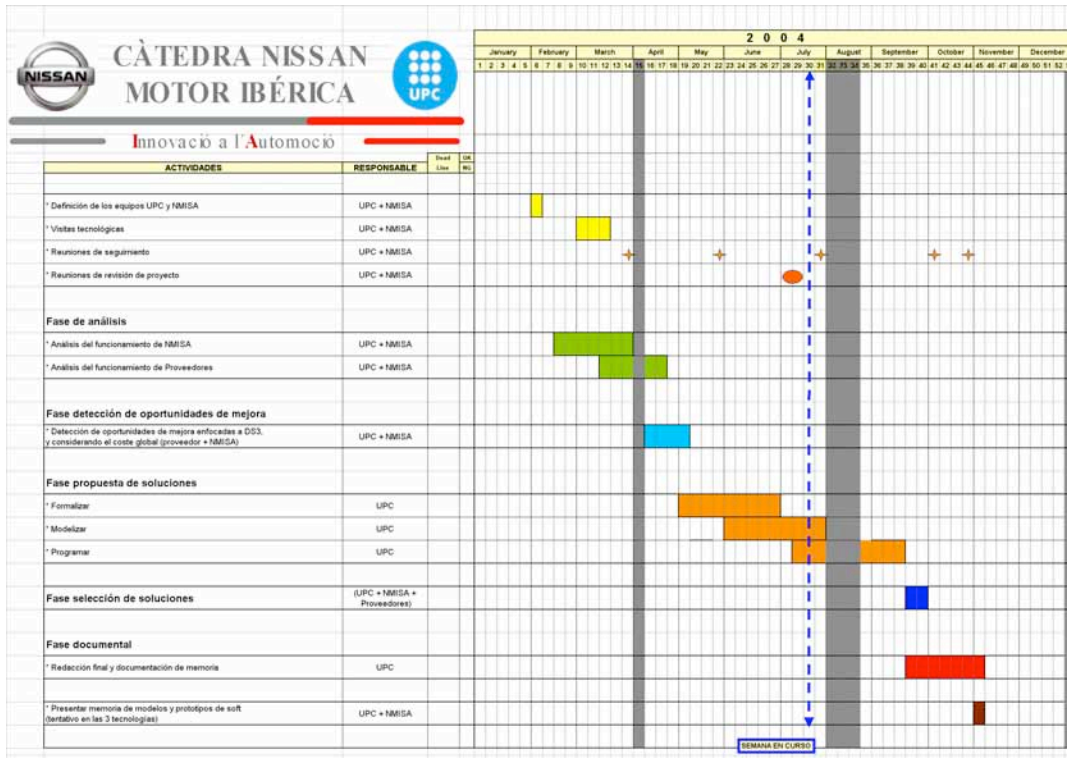 2 0 0 4
January February March April May June July August September October November December
1 2 3 4 5 6 7 8 9 10 11 12 13 14 15 16 17 18 19 20 21 22 23 24 25 26 27 28 29 30 31 32 33 34 35 36 37 38 39 40 41 42 43 44 45 46 47 48 49 50 51 52
NISSAN
CÀTEDRA NISSAN
MOTOR IBÉRICA
UPC
Innovació a l'Automoció
ACTIVIDADES RESPONSABLE Dead Line OK NG
* Definición de los equipos UPC y NMISA UPC + NMISA
* Visitas tecnológicas UPC + NMISA
* Reuniones de seguimiento UPC + NMISA
* Reuniones de revisión de proyecto UPC + NMISA
Fase de análisis
* Análisis del funcionamiento de NMISA UPC + NMISA
* Análisis del funcionamiento de Proveedores UPC + NMISA
Fase detección de oportunidades de mejora
* Detección de oportunidades de mejora enfocadas a DS3,
y considerando el coste global (proveedor + NMISA) UPC + NMISA
Fase propuesta de soluciones
* Formalizar UPC
* Modelizar UPC
* Programar UPC
Fase selección de soluciones (UPC + NMISA +
Proveedores)
Fase documental
* Redacción final y documentación de memoria UPC
* Presentar memoria de modelos y prototipos de soft
(tentativo en las 3 tecnologías) UPC + NMISA
SEMANA EN CURSO